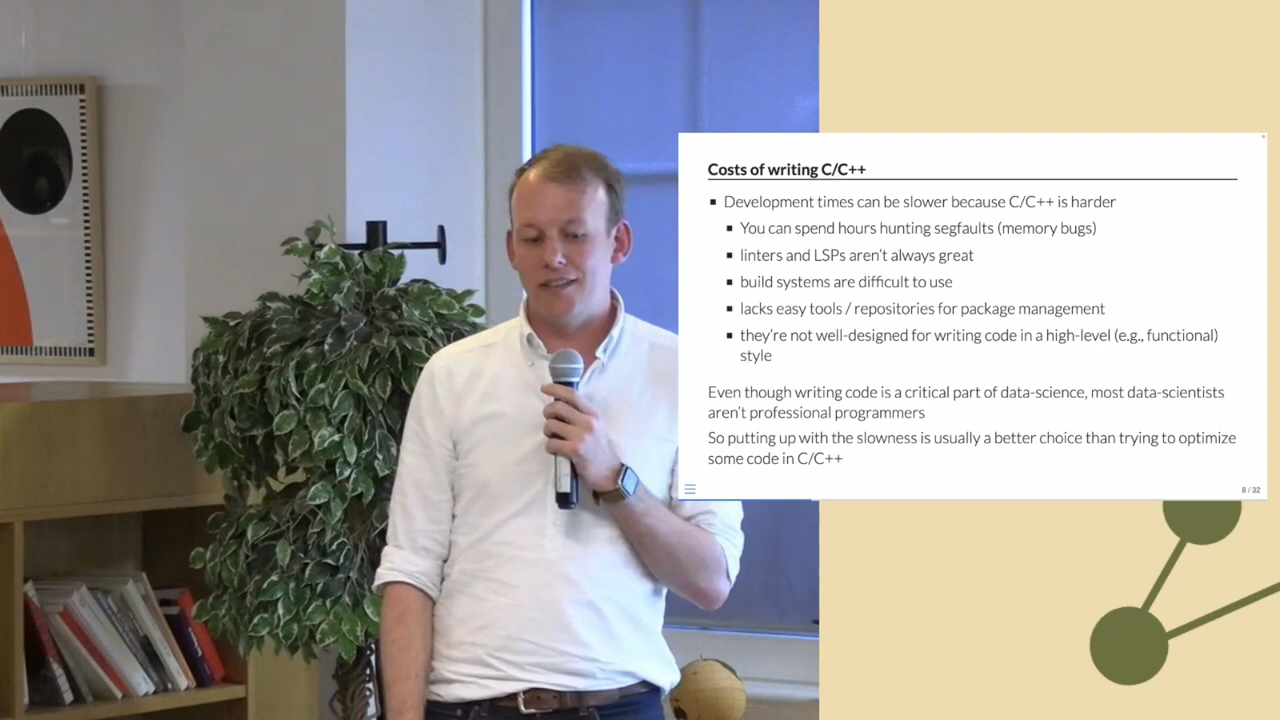 Costs of writing C/C++
▪ Development times can be slower because C/C++ is harder
▪ You can spend hours hunting segfaults (memory bugs)
▪ linters and LSPs aren't always great
▪ build systems are difficult to use
▪ lacks easy tools / repositories for package management
▪ they're not well-designed for writing code in a high-level (e.g., functional)
style
Even though writing code is a critical part of data-science, most data-scientists
aren't professional programmers
So putting up with the slowness is usually a better choice than trying to optimize
some code in C/C++
8 / 32